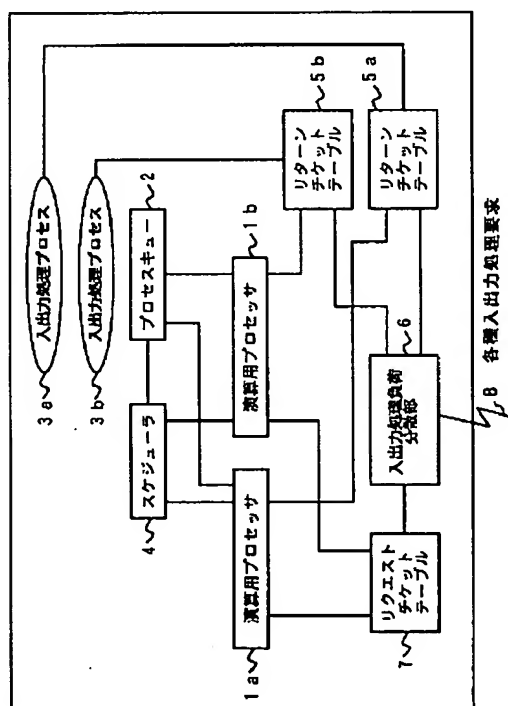 3a
入出力処理プロセス
3b
入出力処理プロセス
4
スケジューラ
プロセスキュー
2
1a
演算用プロセッサ
演算用プロセッサ
1b
リターン
チケット
テーブル
5b
リターン
チケット
テーブル
5a
7
リクエスト
チケット
テーブル
入出力処理負荷
分散部
6
8 各種入出力処理要求